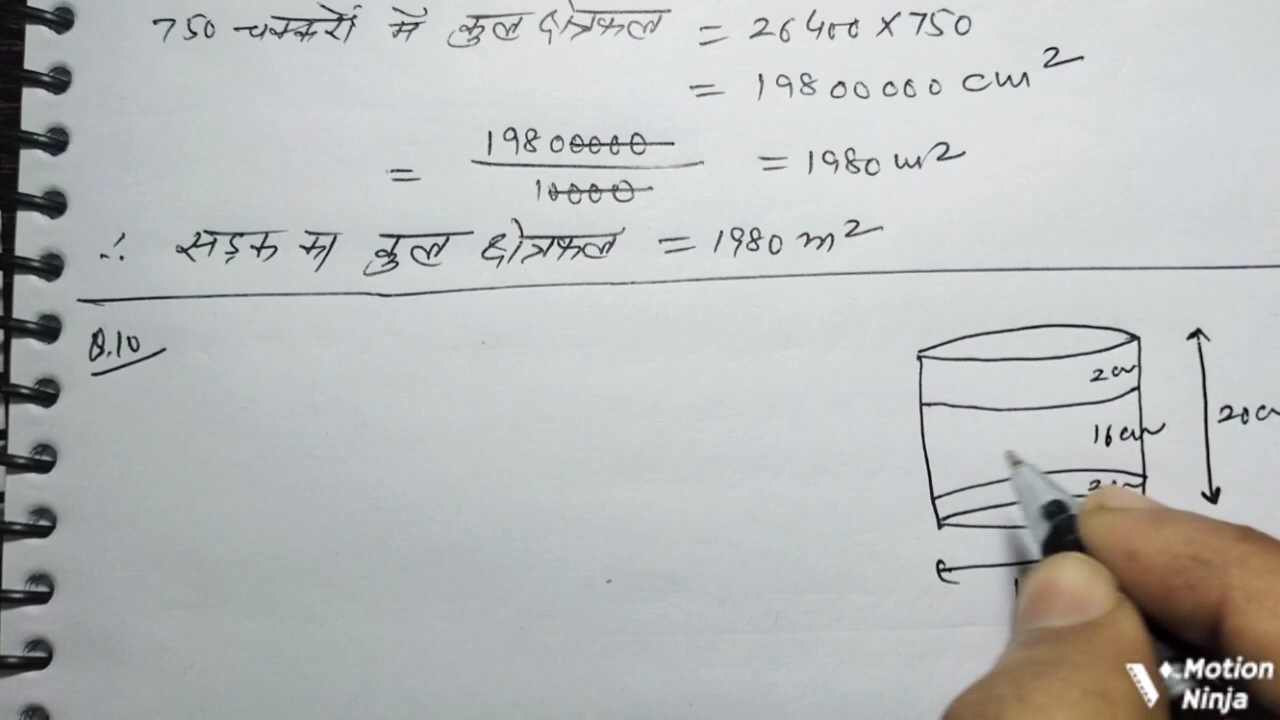 750 चक्करों में कुल क्षेत्रफल = 26400 × 750
= 19800000 cm²
= 19800000 / 10000 = 1980 m²
∴ सड़क का कुल क्षेत्रफल = 1980 m²
Q.10
2cm
16cm
20cm
Motion
Ninja